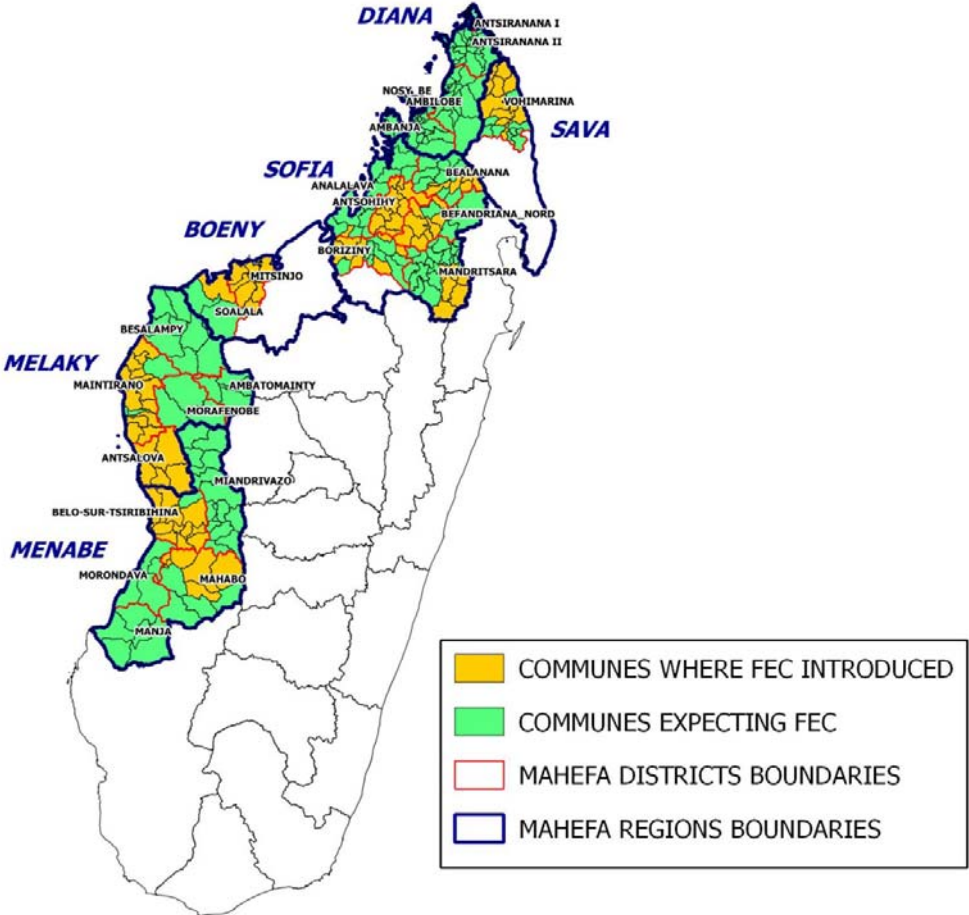 DIANA
ANTSIRANANA I
ANTSIRANANA II
NOSY_BE
AMBILOBE
VOHIMARINA
AMBANJA
SAVA
SOFIA
BEALANANA
ANALALAVA
ANTSOHIHY
BEFANDRIANA_NORD
BOENY
BORIZINY
MANDRITSARA
MITSINJO
SOALALA
BESALAMPY
MELAKY
MAINTIRANO
AMBATOMAINTY
MORAFENOBE
ANTSALOVA
MIANDRIVAZO
BELO-SUR-TSIRIBIHINA
MENABE
MORONDAVA
MAHABO
MANJA
COMMUNES WHERE FEC INTRODUCED
COMMUNES EXPECTING FEC
MAHEFA DISTRICTS BOUNDARIES
MAHEFA REGIONS BOUNDARIES